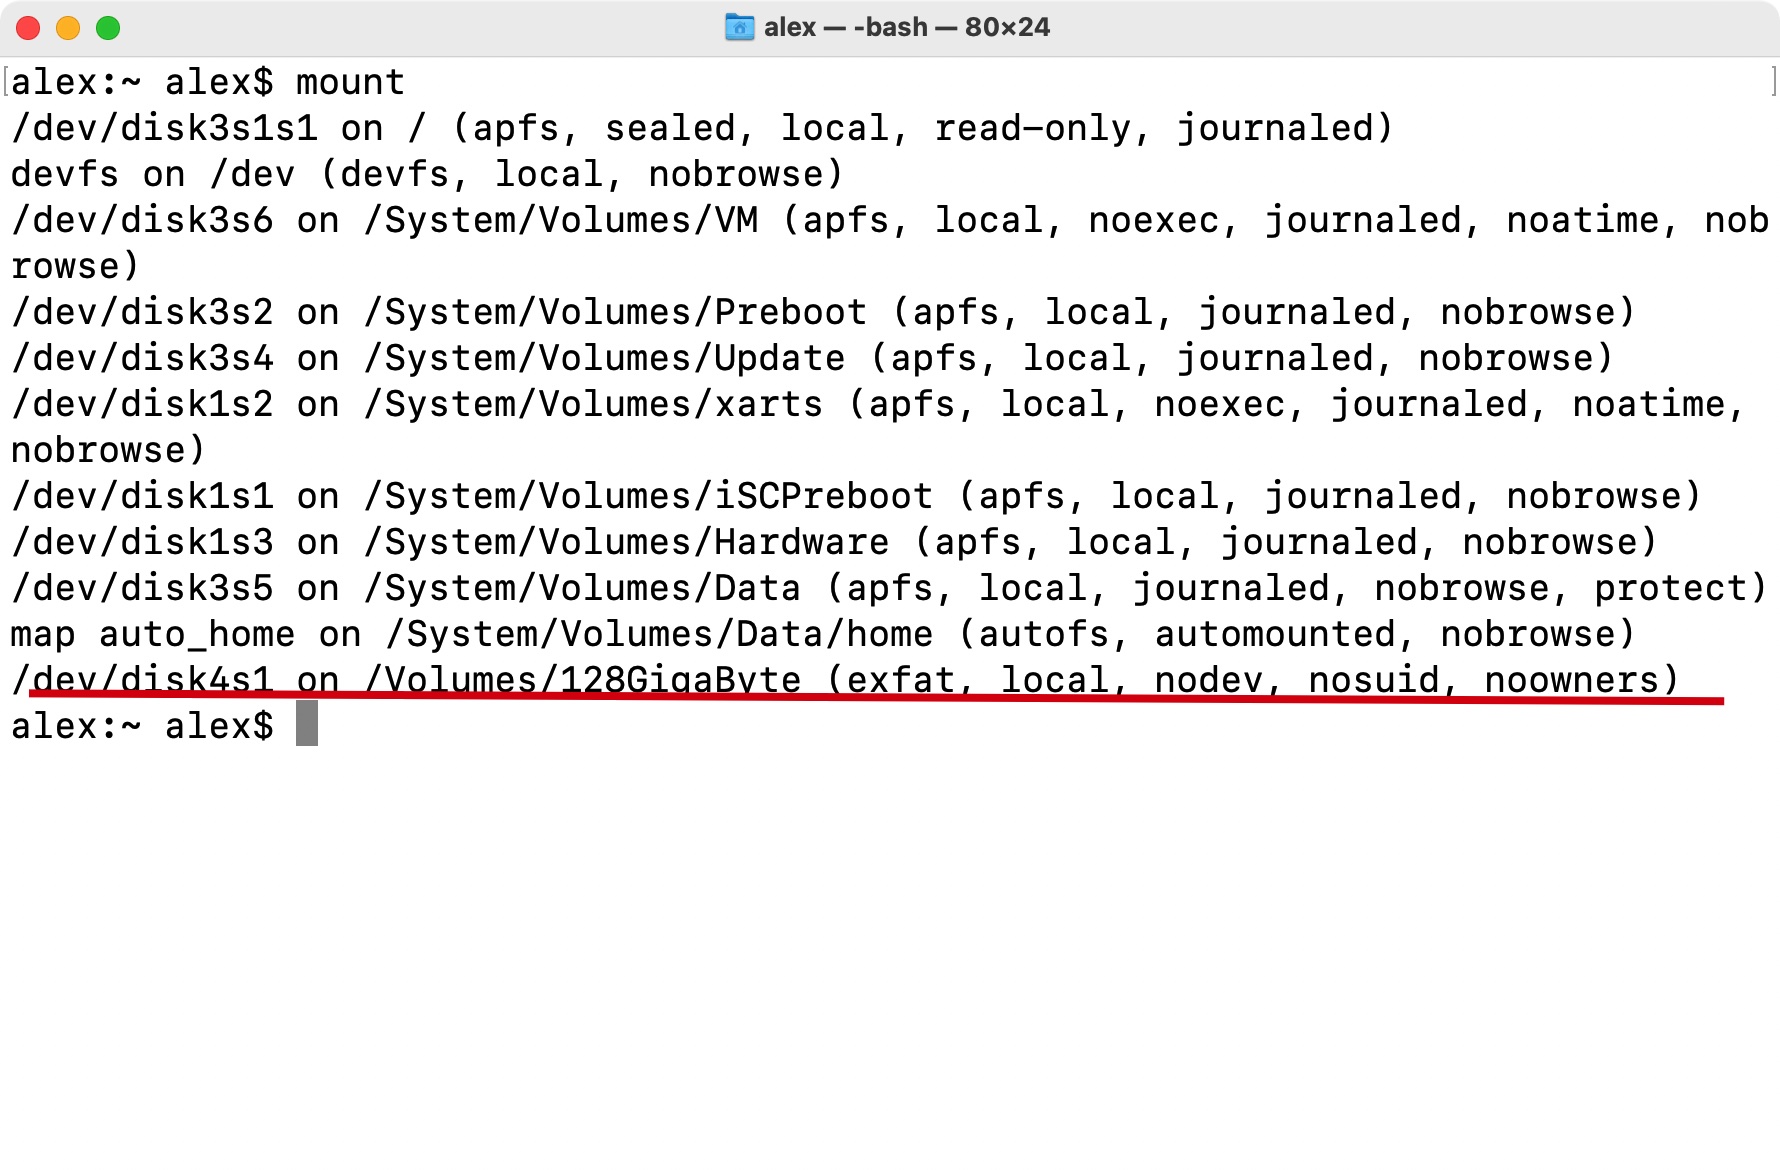 alex — -bash — 80×24
alex:~ alex$ mount
/dev/disk3s1s1 on / (apfs, sealed, local, read-only, journaled)
devfs on /dev (devfs, local, nobrowse)
/dev/disk3s6 on /System/Volumes/VM (apfs, local, noexec, journaled, noatime, nob
rowse)
/dev/disk3s2 on /System/Volumes/Preboot (apfs, local, journaled, nobrowse)
/dev/disk3s4 on /System/Volumes/Update (apfs, local, journaled, nobrowse)
/dev/disk1s2 on /System/Volumes/xarts (apfs, local, noexec, journaled, noatime,
nobrowse)
/dev/disk1s1 on /System/Volumes/iSCPreboot (apfs, local, journaled, nobrowse)
/dev/disk1s3 on /System/Volumes/Hardware (apfs, local, journaled, nobrowse)
/dev/disk3s5 on /System/Volumes/Data (apfs, local, journaled, nobrowse, protect)
map auto_home on /System/Volumes/Data/home (autofs, automounted, nobrowse)
/dev/disk4s1 on /Volumes/128GigaByte (exfat, local, nodev, nosuid, noowners)
alex:~ alex$